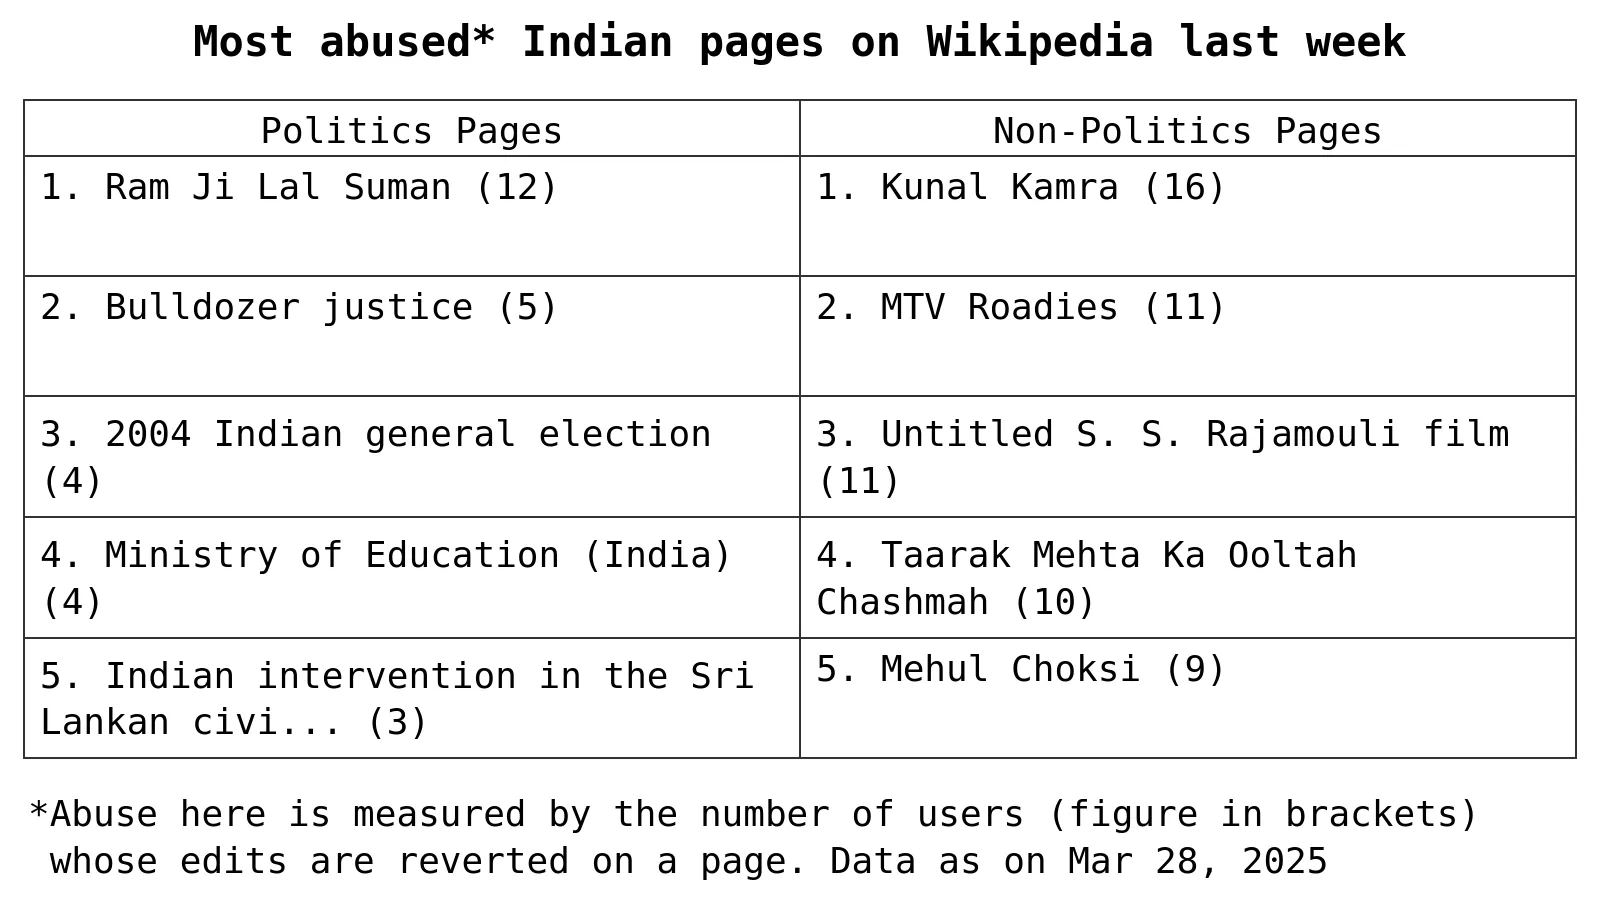 Most abused* Indian pages on Wikipedia last week
Politics Pages
Non-Politics Pages
1. Ram Ji Lal Suman (12)
1. Kunal Kamra (16)
2. Bulldozer justice (5)
2. MTV Roadies (11)
3. 2004 Indian general election
(4)
3. Untitled S. S. Rajamouli film
(11)
4. Ministry of Education (India)
(4)
4. Taarak Mehta Ka Ooltah
Chashmah (10)
5. Indian intervention in the Sri
Lankan civi... (3)
5. Mehul Choksi (9)
*Abuse here is measured by the number of users (figure in brackets)
whose edits are reverted on a page. Data as on Mar 28, 2025